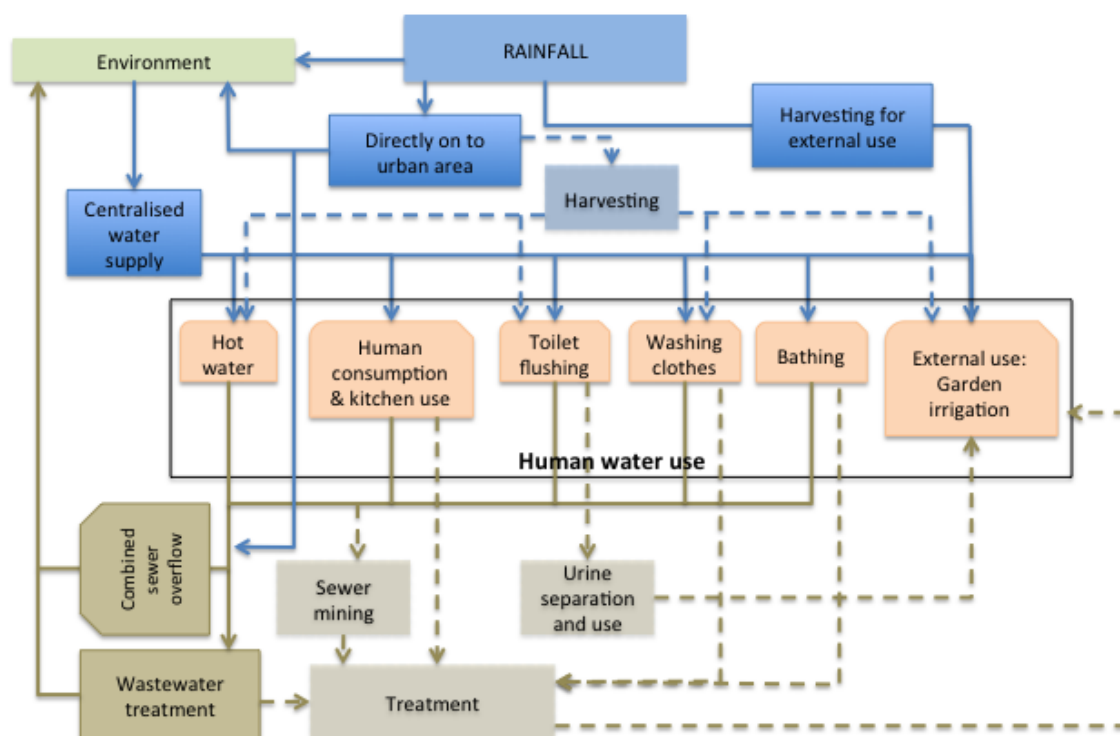 RAINFALL
Environment
Harvesting for
external use
Directly on to
urban area
Harvesting
Centralised
water
supply
Hot
water
Human
consumption
& kitchen use
Toilet
flushing
Washing
clothes
Bathing
External use:
Garden
irrigation
Human water use
Combined
sewer
overflow
Sewer
mining
Urine
separation
and use
Wastewater
treatment
Treatment